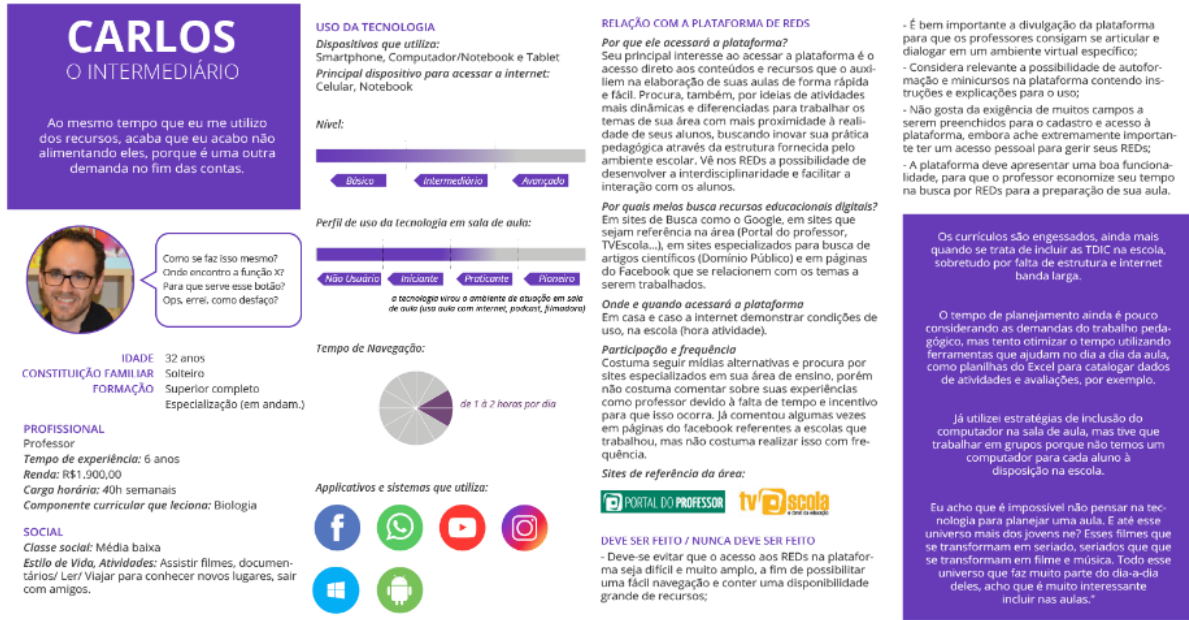 CARLOS
O INTERMEDIÁRIO
Ao mesmo tempo que eu me utilizo
dos recursos, acaba que eu acabo não
alimentando eles, porque é uma outra
demanda no fim das contas.
Como se faz isso mesmo?
Onde encontro a função X?
Para que serve esse botão?
Ops, errei, como desfaço?
IDADE 32 anos
CONSTITUIÇÃO FAMILIAR Solteiro
FORMAÇÃO Superior completo
Especialização (em andam.)
PROFISSIONAL
Professor
Tempo de experiência: 6 anos
Renda: R$1.900,00
Carga horária: 40h semanais
Componente curricular que leciona: Biologia
SOCIAL
Classe social: Média baixa
Estilo de Vida, Atividades: Assistir filmes, documen-
tários/ Ler/ Viajar para conhecer novos lugares, sair
com amigos.
USO DA TECNOLOGIA
Dispositivos que utiliza:
Smartphone, Computador/Notebook e Tablet
Principal dispositivo para acessar a internet:
Celular, Notebook
Nível:
Básico Intermediário Avançado
Perfil de uso da tecnologia em sala de aula:
Não Usuário Iniciante Praticante Pioneiro
a tecnologia virou o ambiente de atuação em sala
de aula (usa aula com internet, podcast, filmadora)
Tempo de Navegação:
de 1 à 2 horas por dia
Applicativos e sistemas que utiliza:
RELAÇÃO COM A PLATAFORMA DE REDS
Por que ele acessará a plataforma?
Seu principal interesse ao acessar a plataforma é o
acesso direto aos conteúdos e recursos que o auxi-
liem na elaboração de suas aulas de forma rápida
e fácil. Procura, também, por ideias de atividades
mais dinâmicas e diferenciadas para trabalhar os
temas de sua área com mais proximidade à reali-
dade de seus alunos, buscando inovar sua prática
pedagógica através da estrutura fornecida pelo
ambiente escolar. Vê nos REDs a possibilidade de
desenvolver a interdisciplinaridade e facilitar a
interação com os alunos.
Por quais meios busca recursos educacionais digitais?
Em sites de Busca como o Google, em sites que
sejam referência na área (Portal do professor,
TVEscola...), em sites especializados para busca de
artigos científicos (Domínio Público) e em páginas
do Facebook que se relacionem com os temas a
serem trabalhados.
Onde e quando acessará a plataforma
Em casa e caso a internet demonstrar condições de
uso, na escola (hora atividade).
Participação e frequência
Costuma seguir mídias alternativas e procura por
sites especializados em sua área de ensino, porém
não costuma comentar sobre suas experiências
como professor devido à falta de tempo e incentivo
para que isso ocorra. Já comentou algumas vezes
em páginas do facebook referentes a escolas que
trabalhou, mas não costuma realizar isso com fre-
quência.
Sites de referência da área:
PORTAL DO PROFESSOR tv escola
o canal da educação
DEVE SER FEITO / NUNCA DEVE SER FEITO
- Deve-se evitar que o acesso aos REDs na platafor-
ma seja difícil e muito amplo, a fim de possibilitar
uma fácil navegação e conter uma disponibilidade
grande de recursos;
- É bem importante a divulgação da plataforma
para que os professores consigam se articular e
dialogar em um ambiente virtual específico;
- Considera relevante a possibilidade de autofor-
mação e minicursos na plataforma contendo ins-
truções e explicações para o uso;
- Não gosta da exigência de muitos campos a
serem preenchidos para o cadastro e acesso à
plataforma, embora ache extremamente importan-
te ter um acesso pessoal para gerir seus REDs;
- A plataforma deve apresentar uma boa funciona-
lidade, para que o professor economize seu tempo
na busca por REDs para a preparação de sua aula.
Os currículos são engessados, ainda mais
quando se trata de incluir as TDIC na escola,
sobretudo por falta de estrutura e internet
banda larga.
O tempo de planejamento ainda é pouco
considerando as demandas do trabalho peda-
gógico, mas tento otimizar o tempo utilizando
ferramentas que ajudam no dia a dia da aula,
como planilhas do Excel para catalogar dados
de atividades e avaliações, por exemplo.
Já utilizei estratégias de inclusão do
computador na sala de aula, mas tive que
trabalhar em grupos porque não temos um
computador para cada aluno à
disposição na escola.
Eu acho que é impossível não pensar na tec-
nologia para planejar uma aula. E até esse
universo mais dos jovens né? Esses filmes que
se transformam em seriado, seriados que que
se transformam em filme e música. Todo esse
universo que faz muito parte do dia-a-dia
deles, acho que é muito interessante
incluir nas aulas."